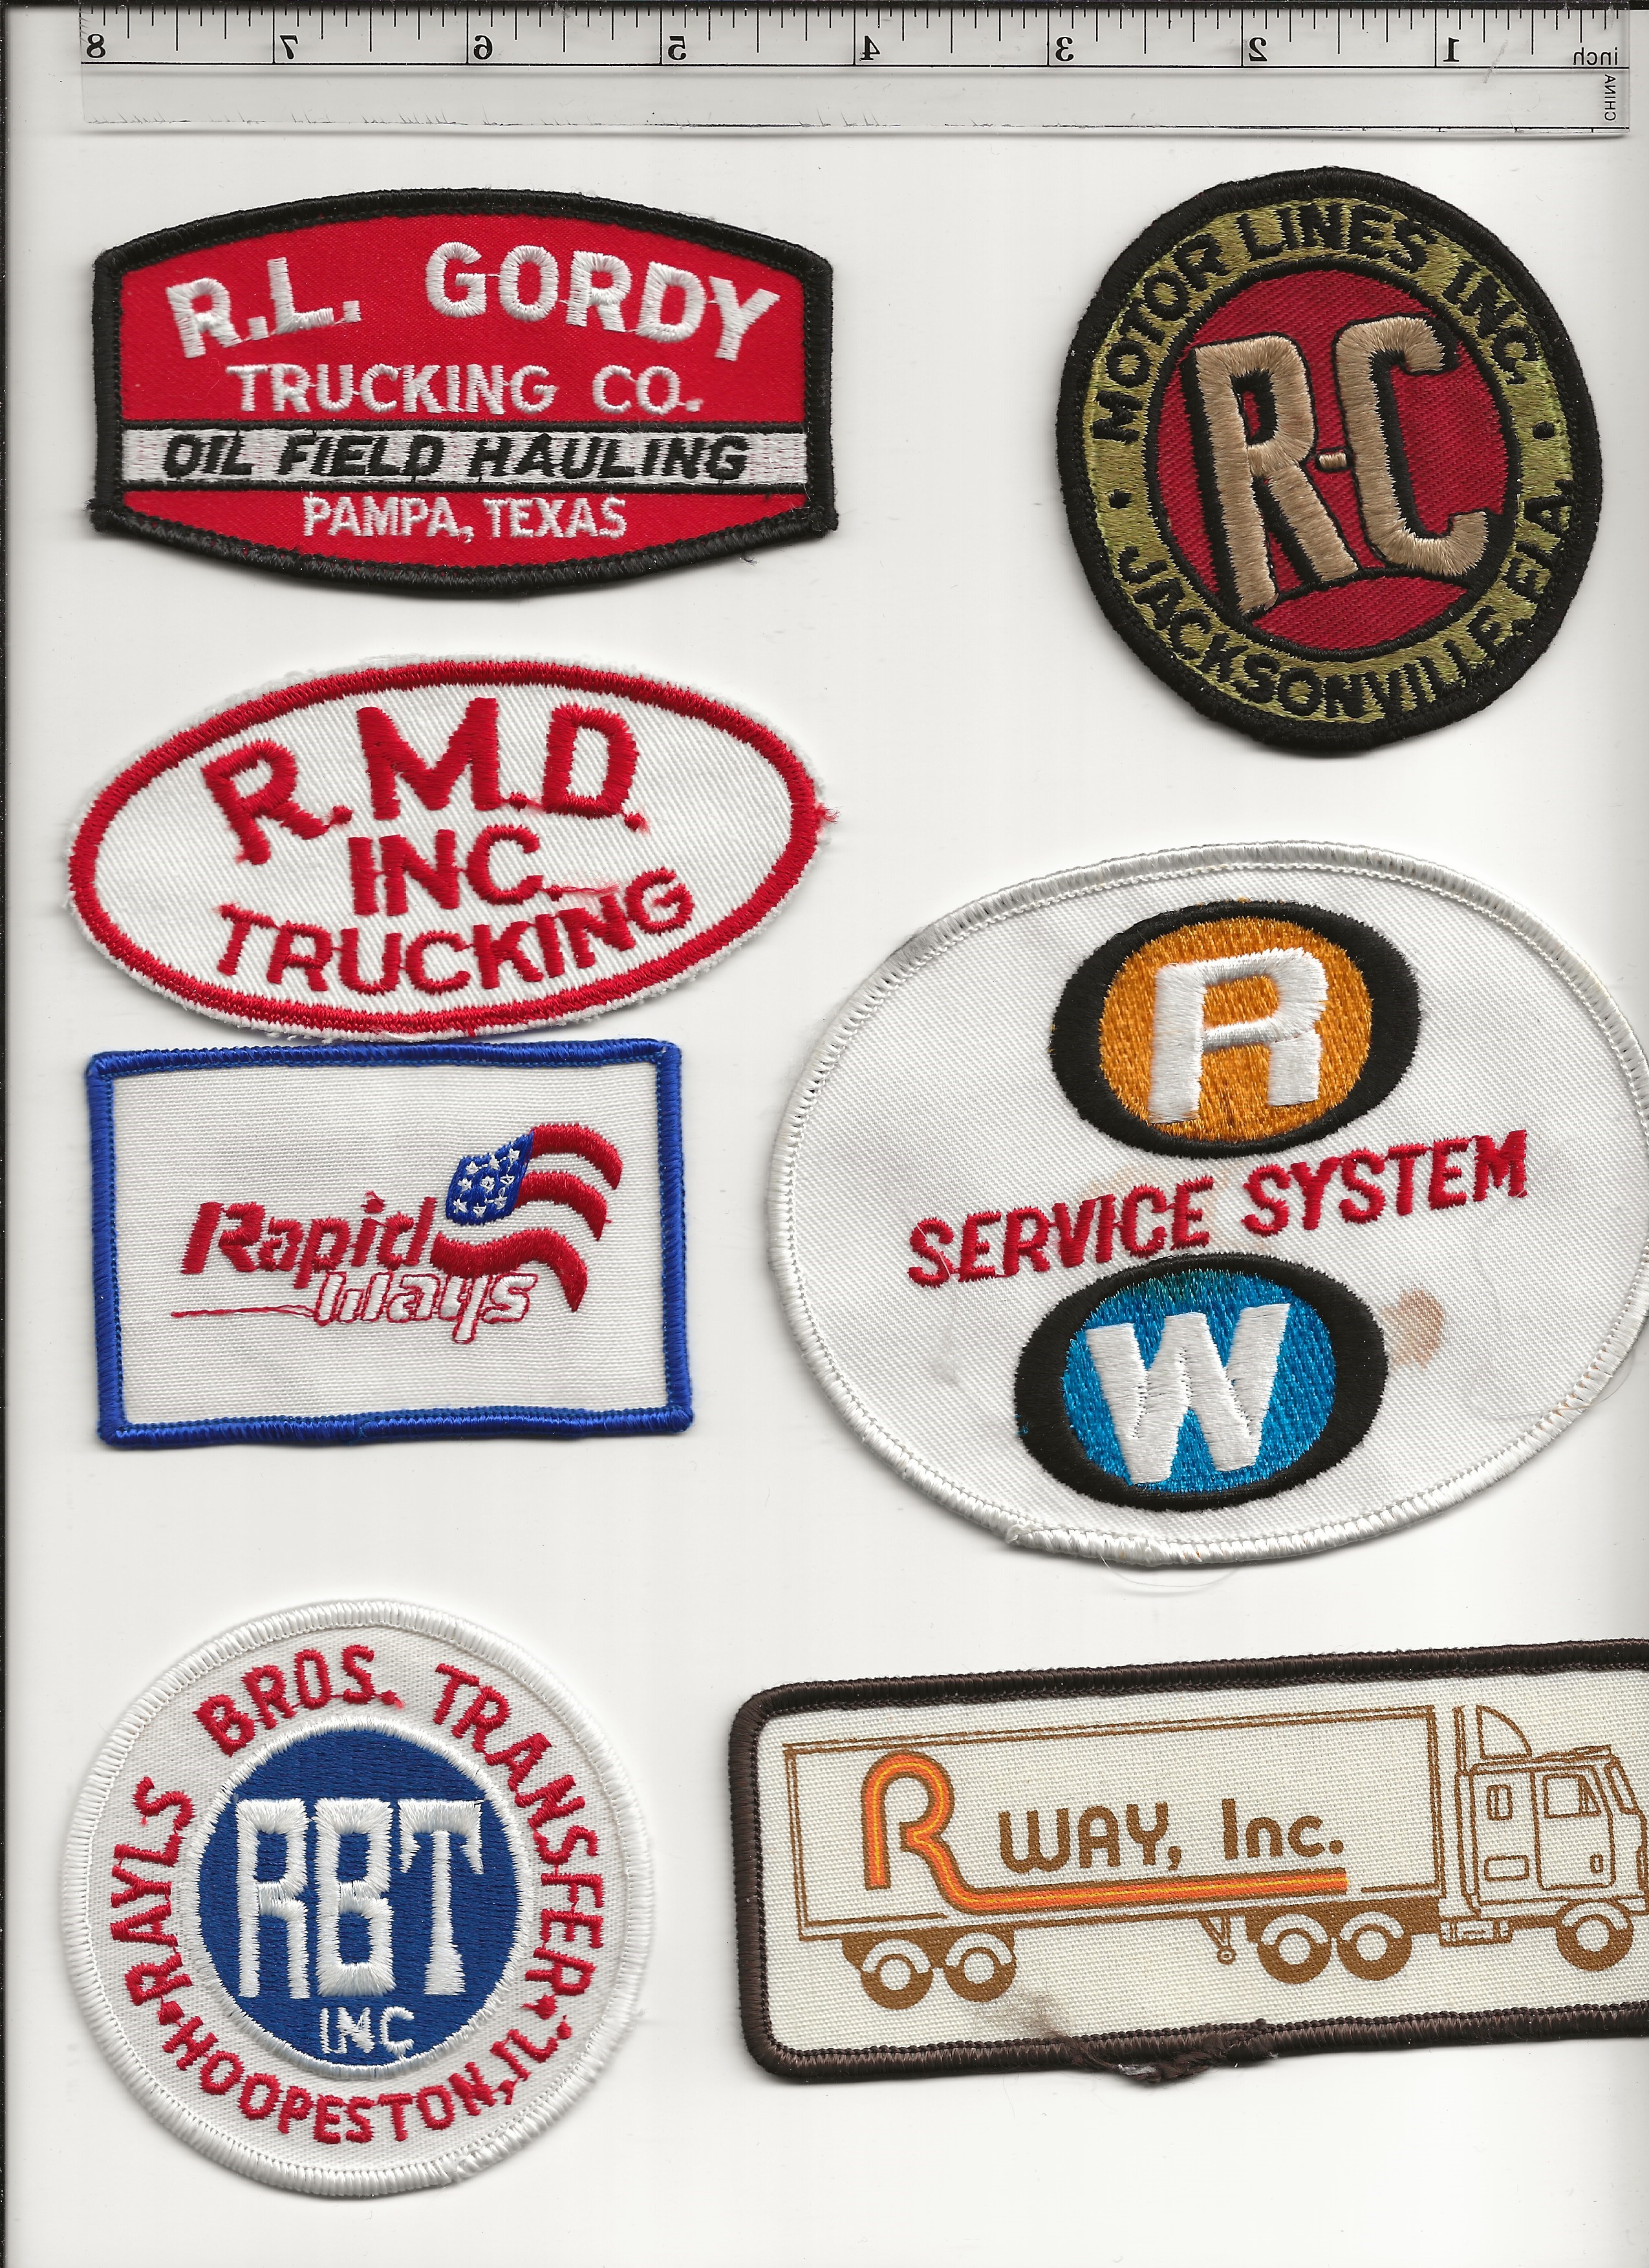 8 7 6 5 4 3 2 1 inch
CHINA
R.L. GORDY
TRUCKING CO.
OIL FIELD HAULING
PAMPA, TEXAS
MOTOR LINES INC.
R-C
JACKSONVILLE, FLA.
R.M.D.
INC.
TRUCKING
R
SERVICE SYSTEM
W
Rapid
Ways
RAYLS BROS. TRANSFER
RBT
INC
HOOPESTON, IL.
R WAY, Inc.